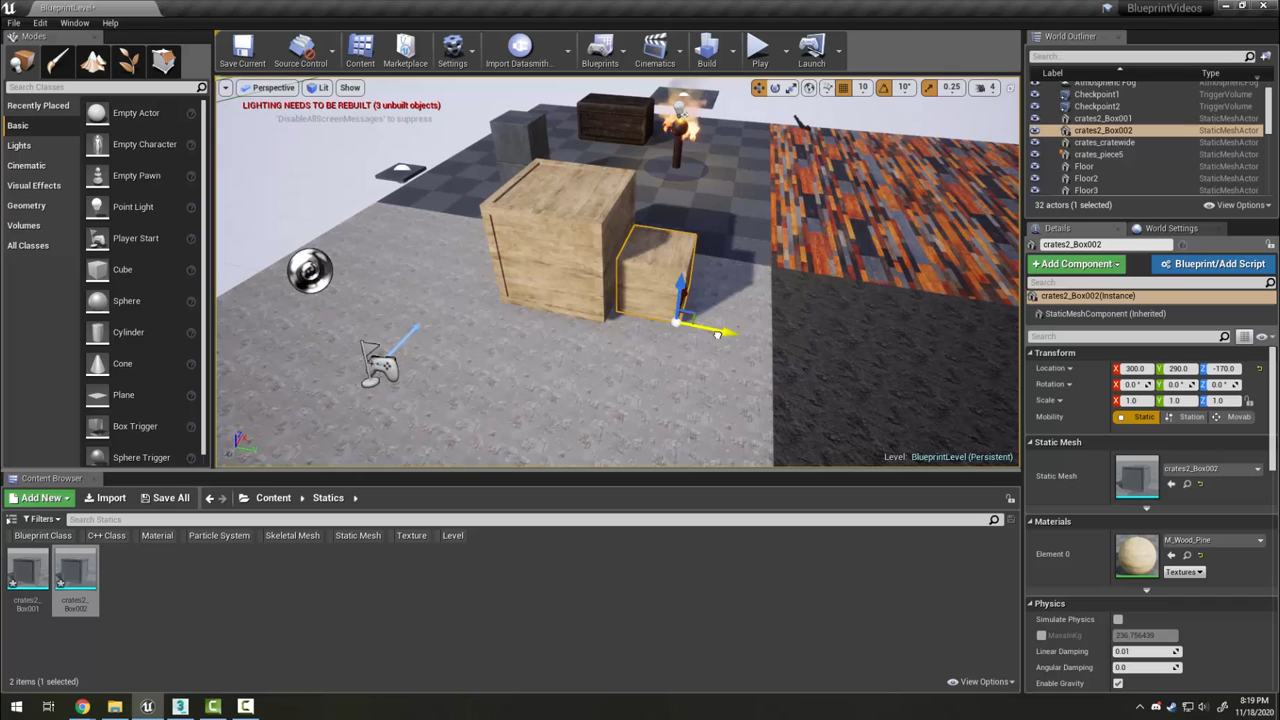 BlueprintLevel*
BlueprintVideos
File Edit Window Help
Modes
Search Classes
Recently Placed
Basic
Lights
Cinematic
Visual Effects
Geometry
Volumes
All Classes
Empty Actor
Empty Character
Empty Pawn
Point Light
Player Start
Cube
Sphere
Cylinder
Cone
Plane
Box Trigger
Sphere Trigger
Save Current
Source Control
Content
Marketplace
Settings
Import Datasmith..
Blueprints
Cinematics
Build
Play
Launch
Perspective
Lit
Show
10
10°
0.25
4
LIGHTING NEEDS TO BE REBUILT (3 unbuilt objects)
'DisableAllScreenMessages' to suppress
Level: BlueprintLevel (Persistent)
World Outliner
Search...
Label Type
Atmospheric Fog
Checkpoint1 TriggerVolume
Checkpoint2 TriggerVolume
crates2_Box001 StaticMeshActor
crates2_Box002 StaticMeshActor
crates_cratewide StaticMeshActor
crates_piece5 StaticMeshActor
Floor StaticMeshActor
Floor2 StaticMeshActor
Floor3 StaticMeshActor
32 actors (1 selected)
View Options
Details
World Settings
crates2_Box002
+Add Component
Blueprint/Add Script
Search
crates2_Box002(Instance)
StaticMeshComponent (Inherited)
Search
Transform
Location X 300.0 Y 290.0 Z -170.0
Rotation X 0.0 ° Y 0.0 ° Z 0.0 °
Scale X 1.0 Y 1.0 Z 1.0
Mobility Static Station Movab
Static Mesh
Static Mesh
crates2_Box002
Materials
Element 0
M_Wood_Pine
Textures
Physics
Simulate Physics
MassInKg 236.756439
Linear Damping 0.01
Angular Damping 0.0
Enable Gravity
Content Browser
Add New
Import
Save All
Content
Statics
Filters
Search Statics
Blueprint Class
C++ Class
Material
Particle System
Skeletal Mesh
Static Mesh
Texture
Level
crates2_
Box001
crates2_
Box002
2 items (1 selected)
View Options
8:19 PM
11/18/2020